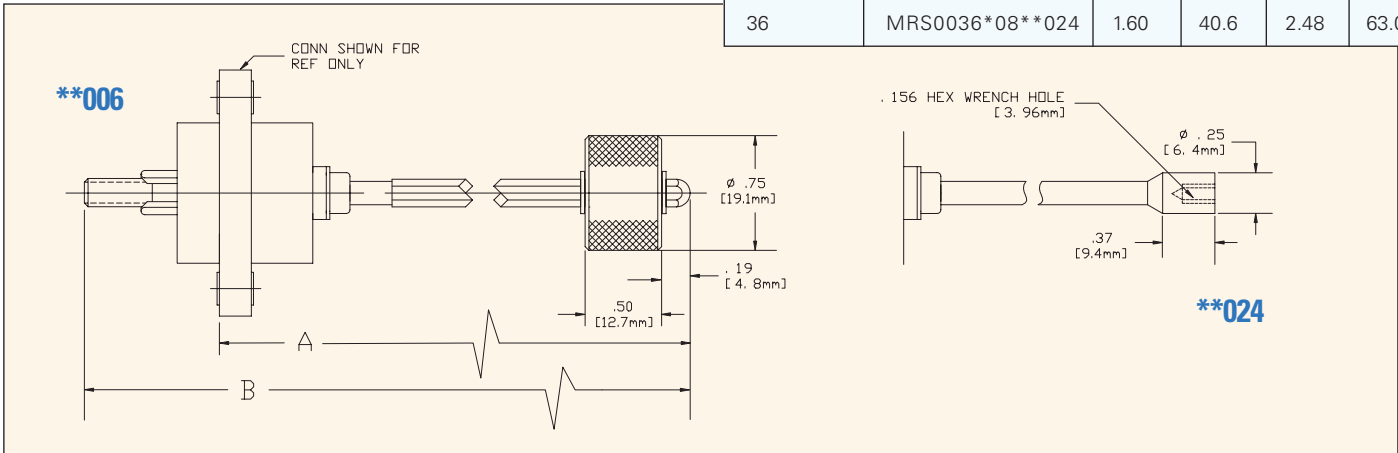 36 MRS0036*08**024 1.60 40.6 2.48 63.0
CONN SHOWN FOR
REF ONLY
**006
.156 HEX WRENCH HOLE
[3.96mm]
ø .25
[6.4mm]
ø .75
[19.1mm]
.37
[9.4mm]
.19
[4.8mm]
.50
[12.7mm]
**024
A
B